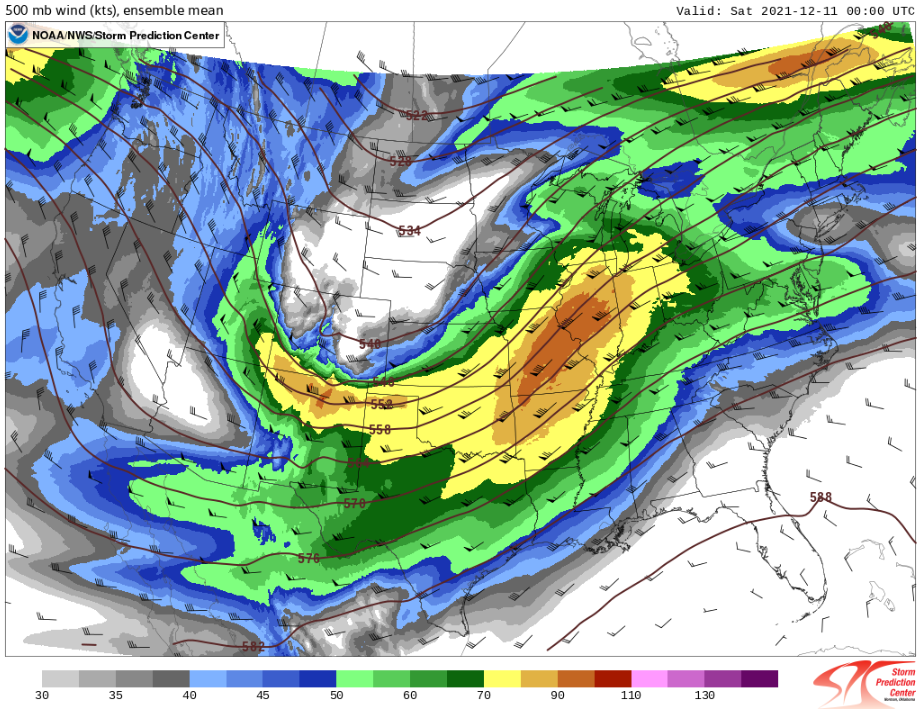 500 mb wind (kts), ensemble mean
Valid: Sat 2021-12-11 00:00 UTC
NOAA/NWS/Storm Prediction Center
522
528
534
540
546
552
558
564
570
576
582
588
30 35 40 45 50 60 70 90 110 130
Storm
Prediction
Center
Norman, Oklahoma